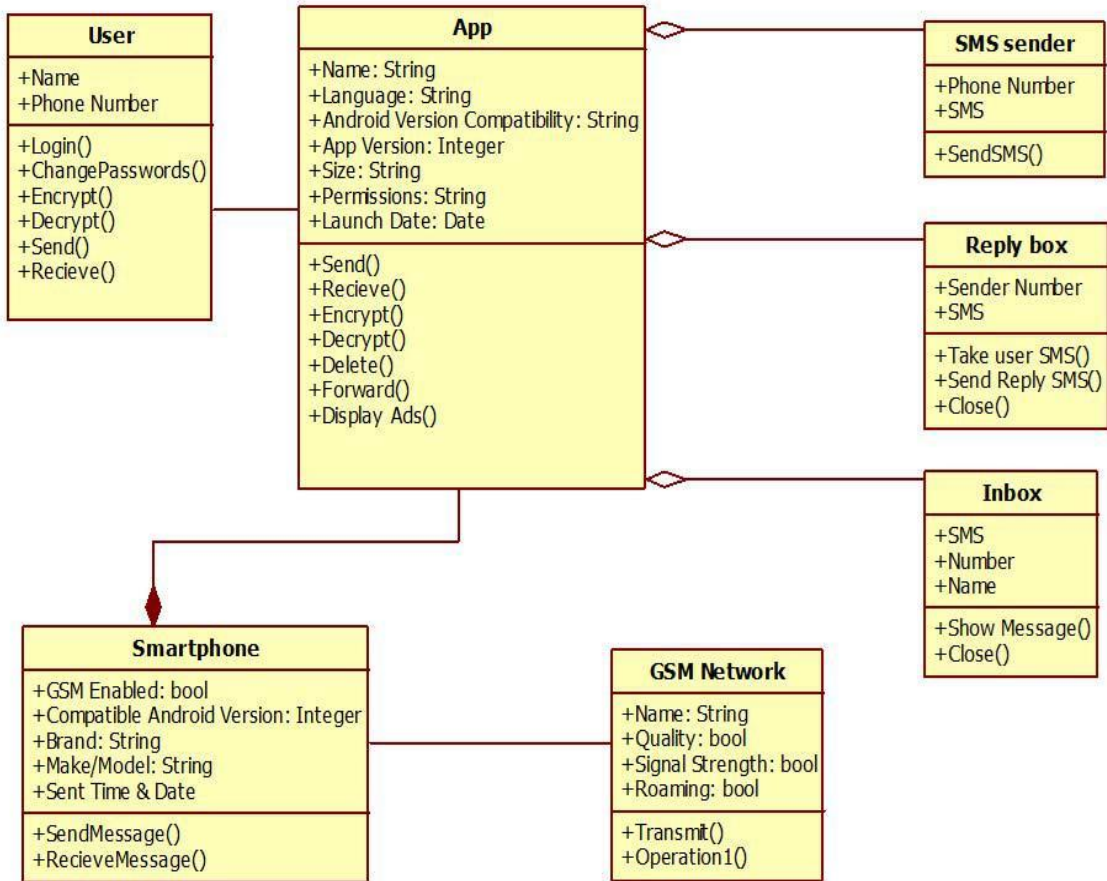 User
+Name
+Phone Number
+Login()
+ChangePasswords()
+Encrypt()
+Decrypt()
+Send()
+Recieve()
App
+Name: String
+Language: String
+Android Version Compatibility: String
+App Version: Integer
+Size: String
+Permissions: String
+Launch Date: Date
+Send()
+Recieve()
+Encrypt()
+Decrypt()
+Delete()
+Forward()
+Display Ads()
SMS sender
+Phone Number
+SMS
+SendSMS()
Reply box
+Sender Number
+SMS
+Take user SMS()
+Send Reply SMS()
+Close()
Inbox
+SMS
+Number
+Name
+Show Message()
+Close()
Smartphone
+GSM Enabled: bool
+Compatible Android Version: Integer
+Brand: String
+Make/Model: String
+Sent Time & Date
+SendMessage()
+RecieveMessage()
GSM Network
+Name: String
+Quality: bool
+Signal Strength: bool
+Roaming: bool
+Transmit()
+Operation1()